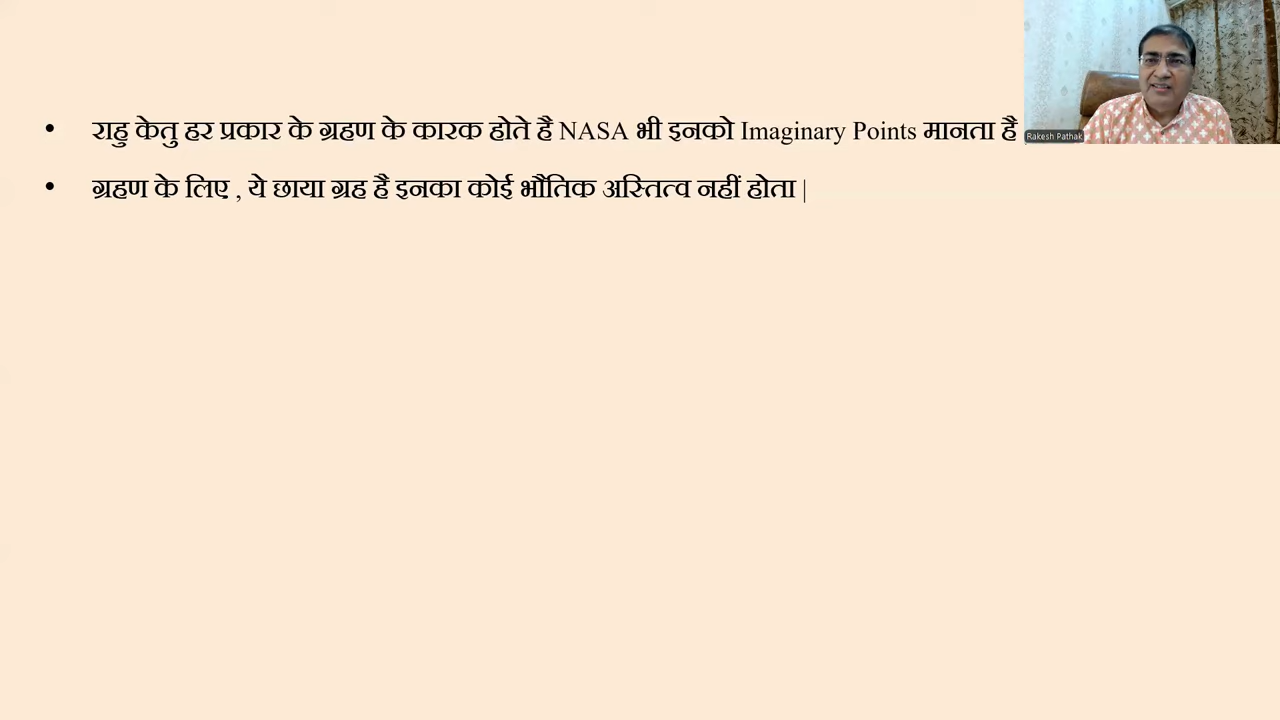 • राहु केतु हर प्रकार के ग्रहण के कारक होते हैं NASA भी इनको Imaginary Points मानता है
• ग्रहण के लिए , ये छाया ग्रह हैं इनका कोई भौतिक अस्तित्व नहीं होता |
Rakesh Pathak